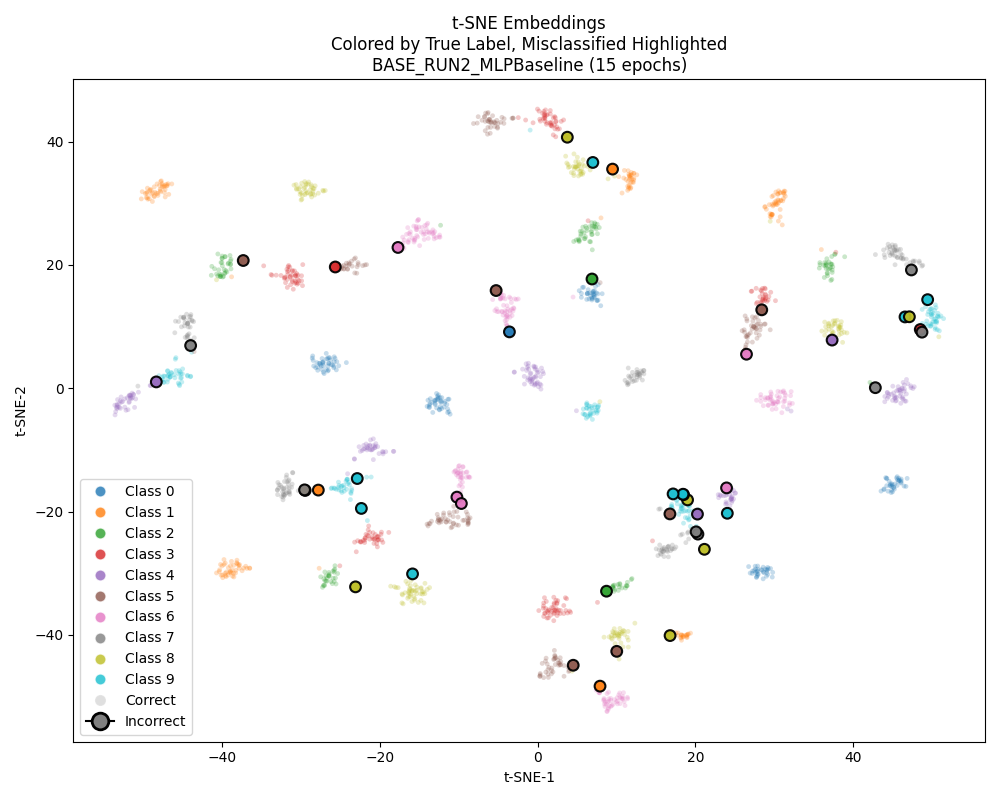 t-SNE Embeddings
Colored by True Label, Misclassified Highlighted
BASE_RUN2_MLPBaseline (15 epochs)
t-SNE-2
40
20
0
−20
−40
Class 0
Class 1
Class 2
Class 3
Class 4
Class 5
Class 6
Class 7
Class 8
Class 9
Correct
Incorrect
−40
−20
0
20
40
t-SNE-1